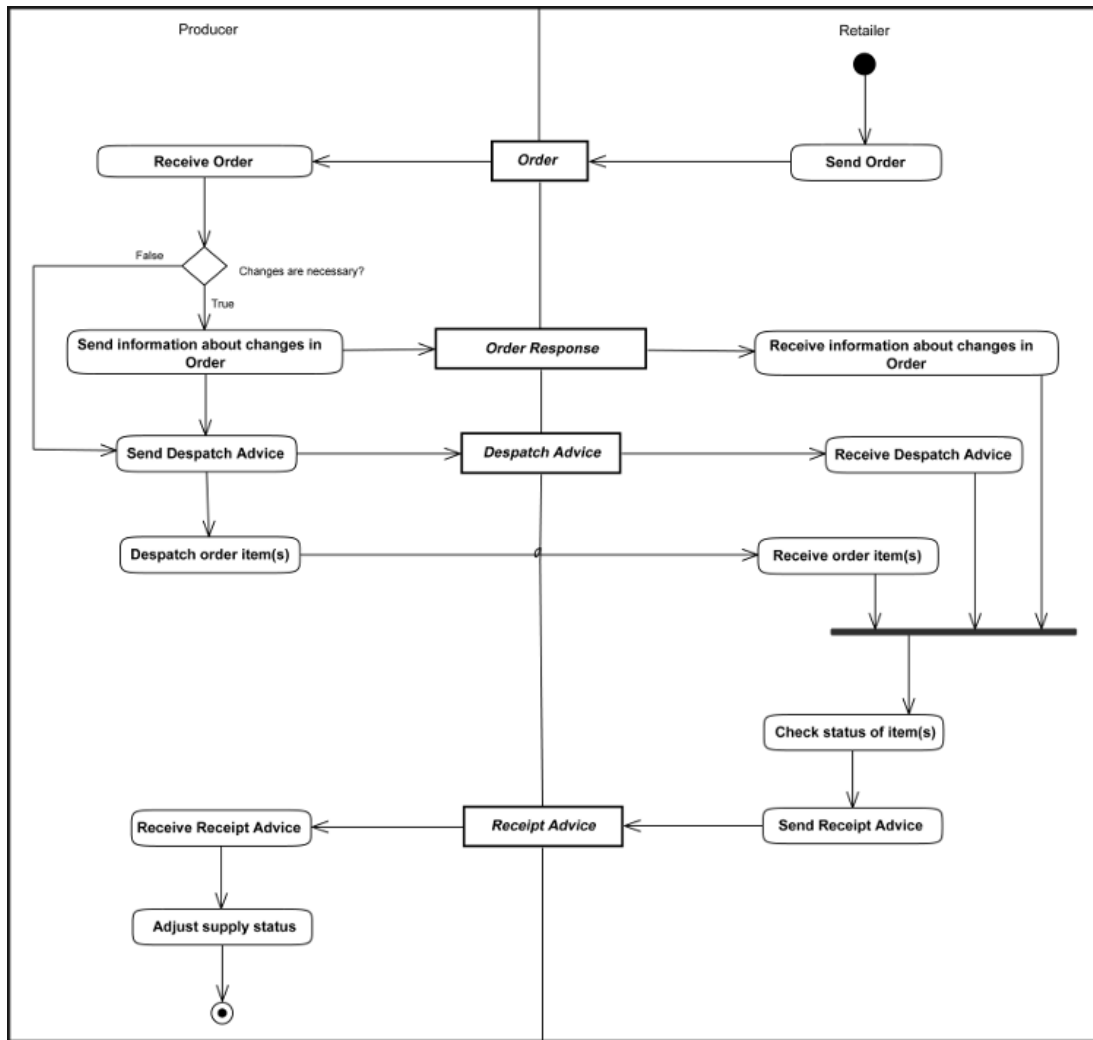 Producer
Retailer
Receive Order
Order
Send Order
False
Changes are necessary?
True
Send information about changes in
Order
Order Response
Receive information about changes in
Order
Send Despatch Advice
Despatch Advice
Receive Despatch Advice
Despatch order item(s)
Receive order item(s)
Check status of item(s)
Receive Receipt Advice
Receipt Advice
Send Receipt Advice
Adjust supply status